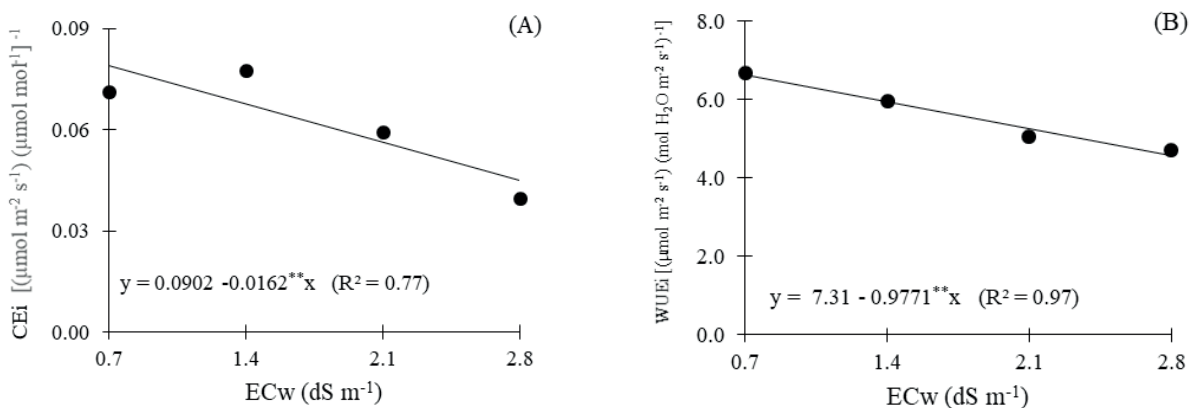 (A)
CEi [(µmol m⁻² s⁻¹) (µmol mol⁻¹] ⁻¹
0.09
0.06
0.03
0.00
y = 0.0902 -0.0162**x (R² = 0.77)
0.7 1.4 2.1 2.8
ECw (dS m⁻¹)
(B)
WUEi [(µmol m⁻² s⁻¹) (mol H₂O m⁻² s⁻¹)⁻¹]
8.0
6.0
4.0
2.0
0.0
y = 7.31 - 0.9771**x (R² = 0.97)
0.7 1.4 2.1 2.8
ECw (dS m⁻¹)